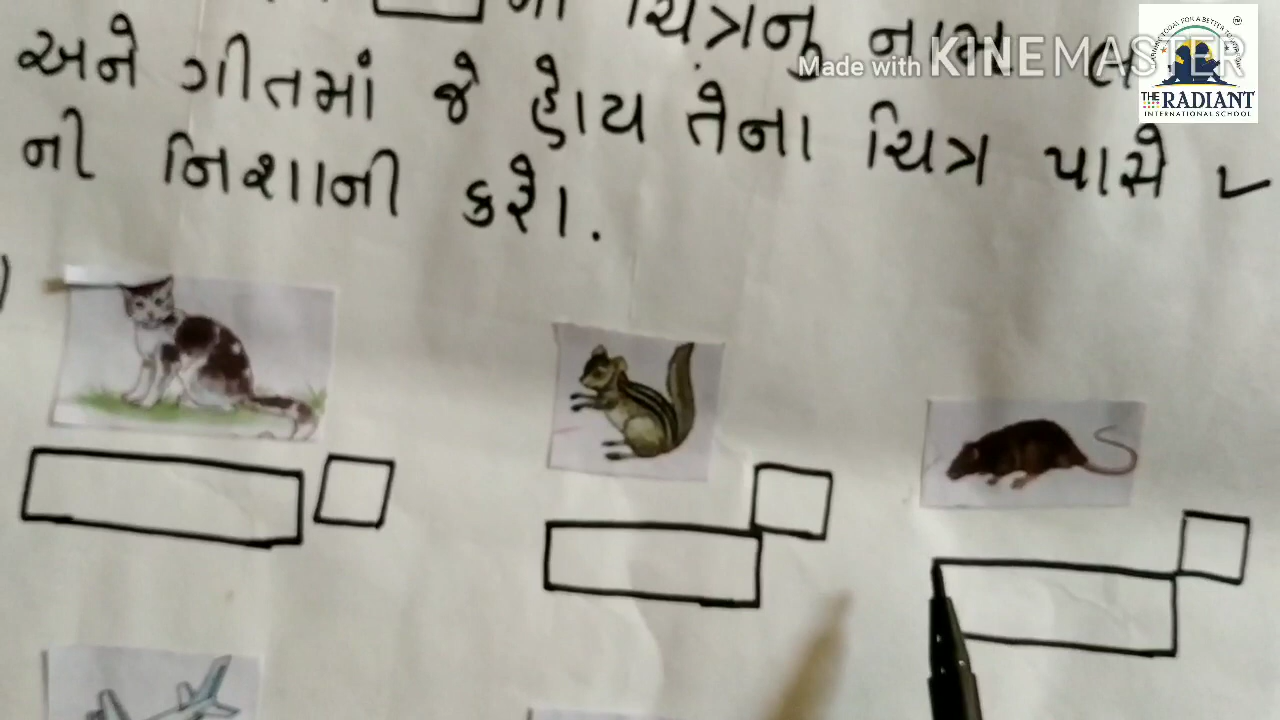 માં ચિત્રનુ નામ લ
અને ગીતમાં જે હોય તેના ચિત્ર પાસે ✓
ની નિશાની કરો.
Made with KINEMASTER
THE RADIANT
INTERNATIONAL SCHOOL